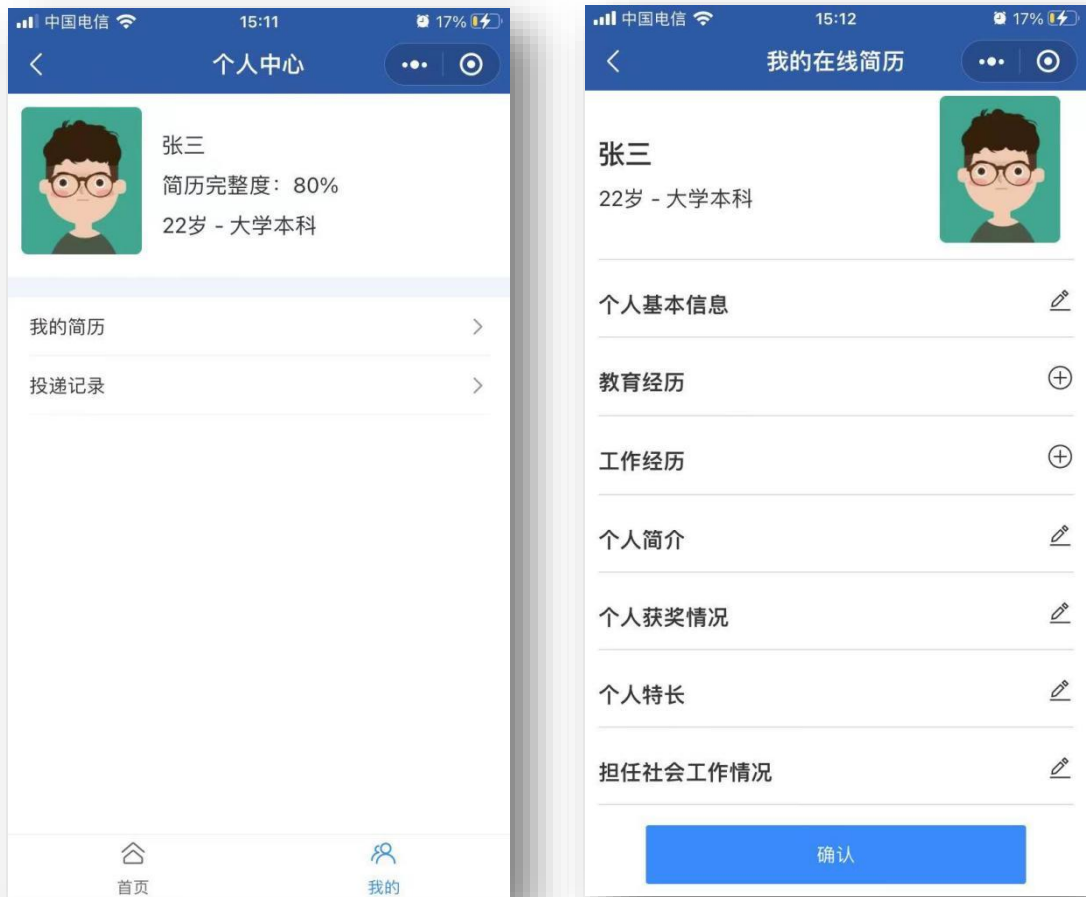 中国电信 15:11 17%
个人中心
张三
简历完整度：80%
22岁 - 大学本科
我的简历
投递记录
首页 我的
中国电信 15:12 17%
我的在线简历
张三
22岁 - 大学本科
个人基本信息
教育经历
工作经历
个人简介
个人获奖情况
个人特长
担任社会工作情况
确认